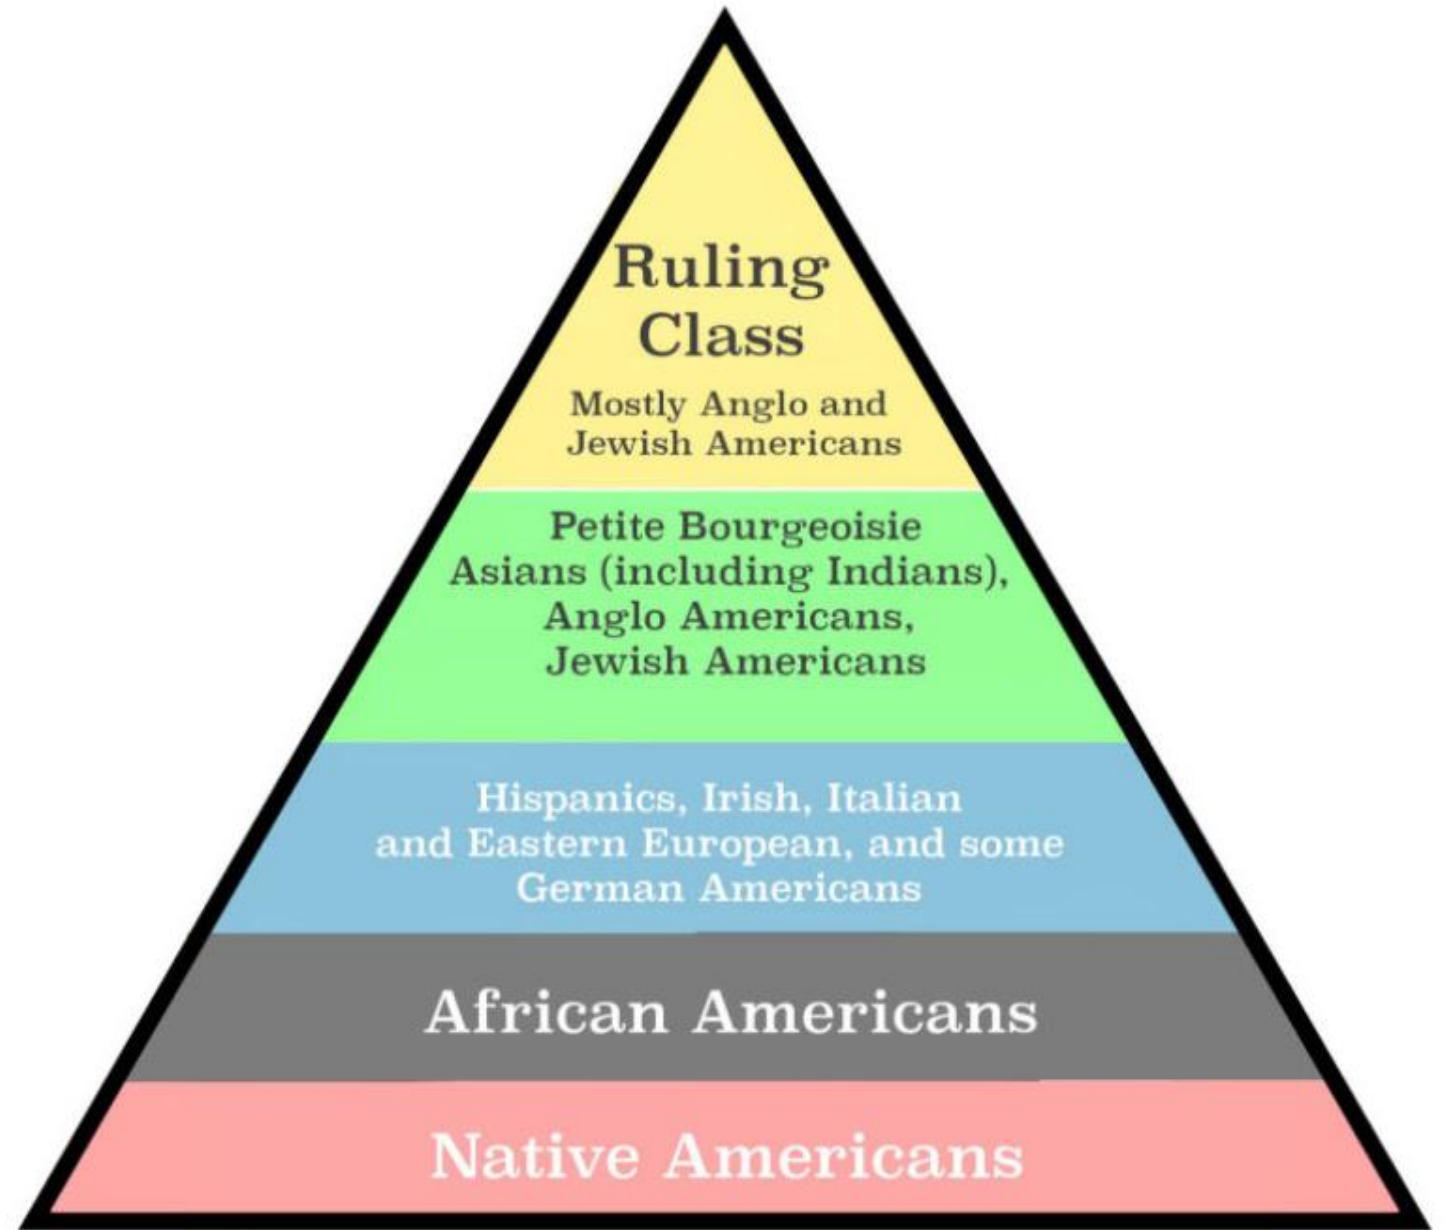 Ruling
Class
Mostly Anglo and
Jewish Americans
Petite Bourgeoisie
Asians (including Indians),
Anglo Americans,
Jewish Americans
Hispanics, Irish, Italian
and Eastern European, and some
German Americans
African Americans
Native Americans